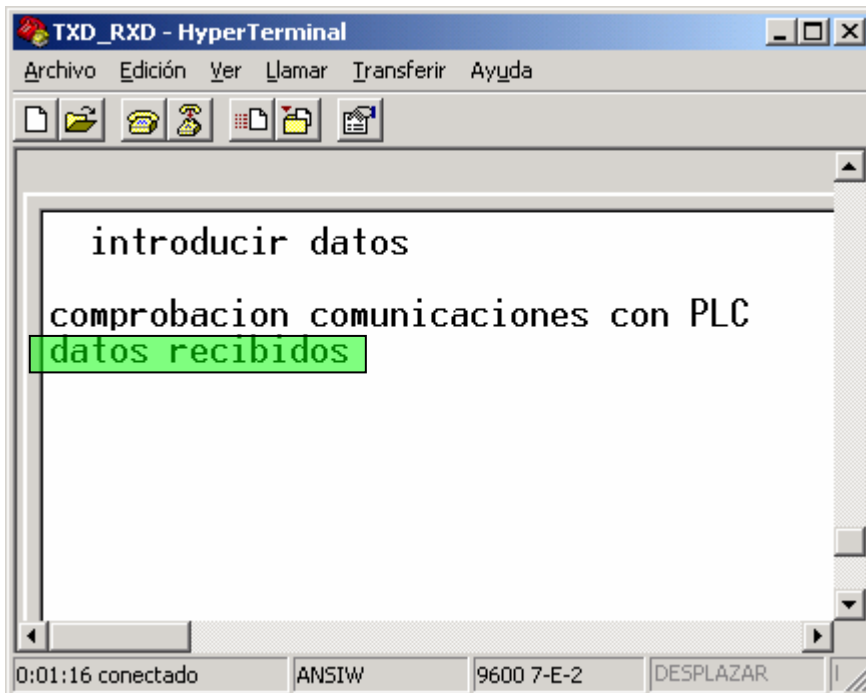 TXD_RXD - HyperTerminal
Archivo Edición Ver Llamar Transferir Ayuda
introducir datos
comprobacion comunicaciones con PLC
datos recibidos
0:01:16 conectado ANSIW 9600 7-E-2 DESPLAZAR